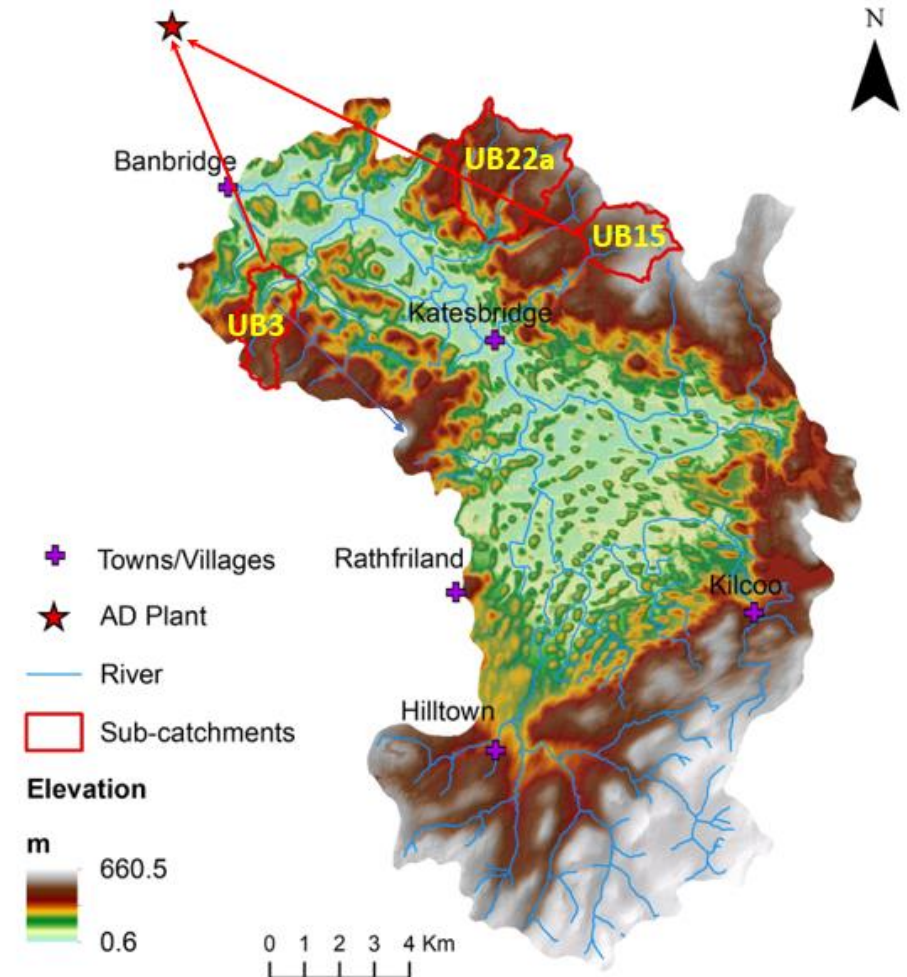 N
Banbridge
UB22a
UB15
UB3
Katesbridge
Towns/Villages
Rathfriland
Kilcoo
AD Plant
River
Hilltown
Sub-catchments
Elevation
m
660.5
0.6
0 1 2 3 4 Km